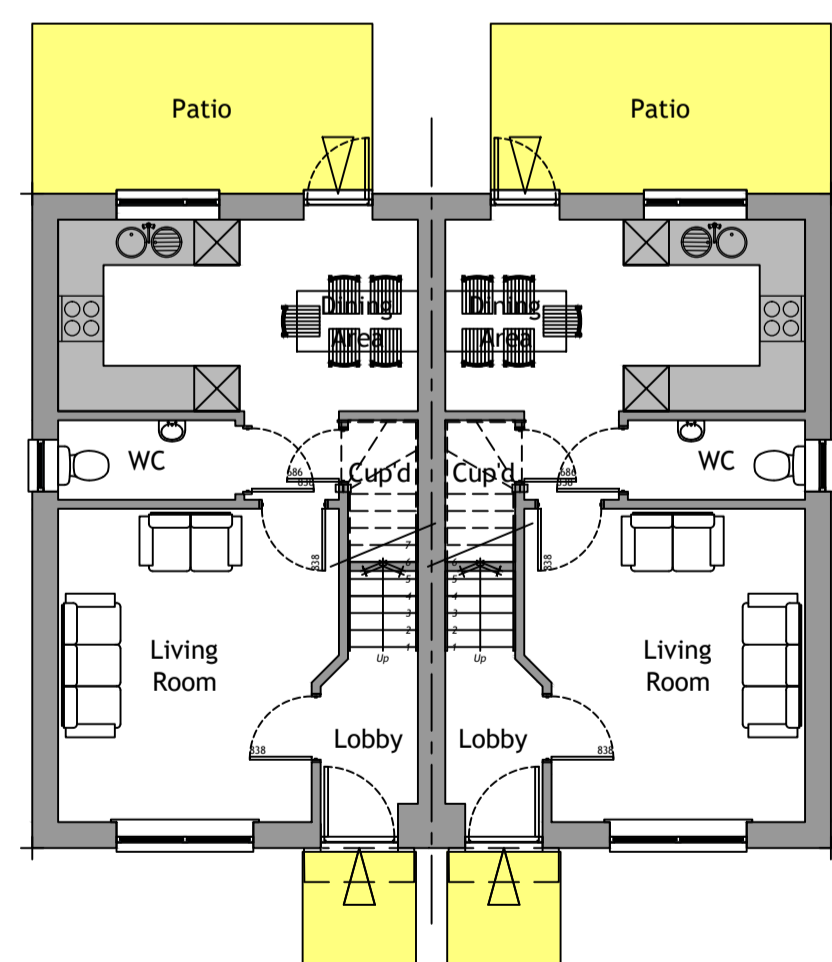 Patio
Patio
Dining
Area
Dining
Area
WC
686
838
Cup'd
Cup'd
686
838
WC
838
838
7
6
5
4
3
2
1
Up
6
5
4
3
2
1
Up
Living
Room
Living
Room
838
Lobby
Lobby
838